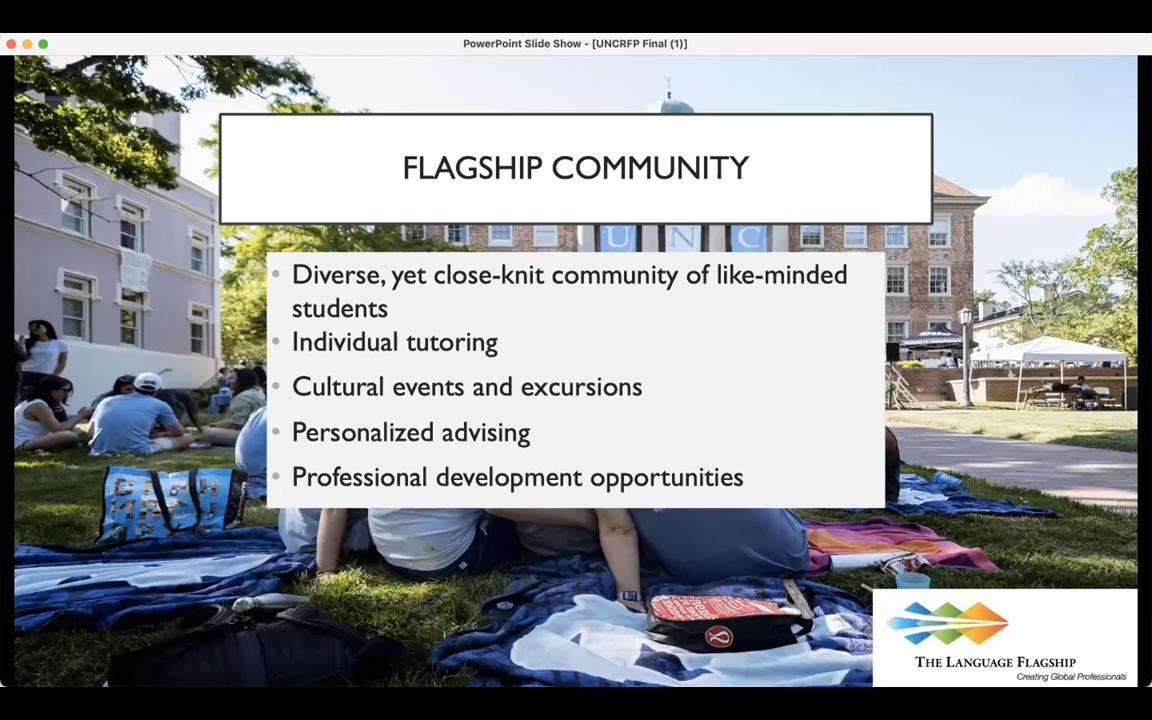 PowerPoint Slide Show - [UNCRFP Final (1)]
FLAGSHIP COMMUNITY
UNC
• Diverse, yet close-knit community of like-minded
students
• Individual tutoring
• Cultural events and excursions
• Personalized advising
• Professional development opportunities
THE LANGUAGE FLAGSHIP
Creating Global Professionals